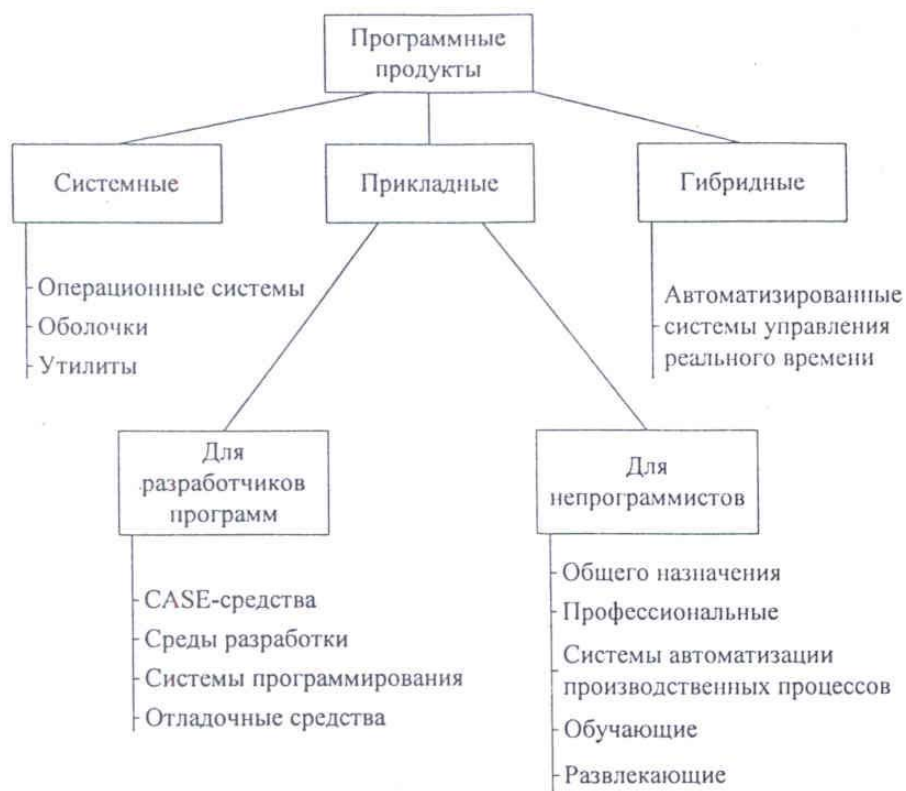 Программные
продукты
Системные
Прикладные
Гибридные
Операционные системы
Оболочки
Утилиты
Автоматизированные
системы управления
реального времени
Для
разработчиков
программ
Для
непрограммистов
CASE-средства
Среды разработки
Системы программирования
Отладочные средства
Общего назначения
Профессиональные
Системы автоматизации
производственных процессов
Обучающие
Развлекающие